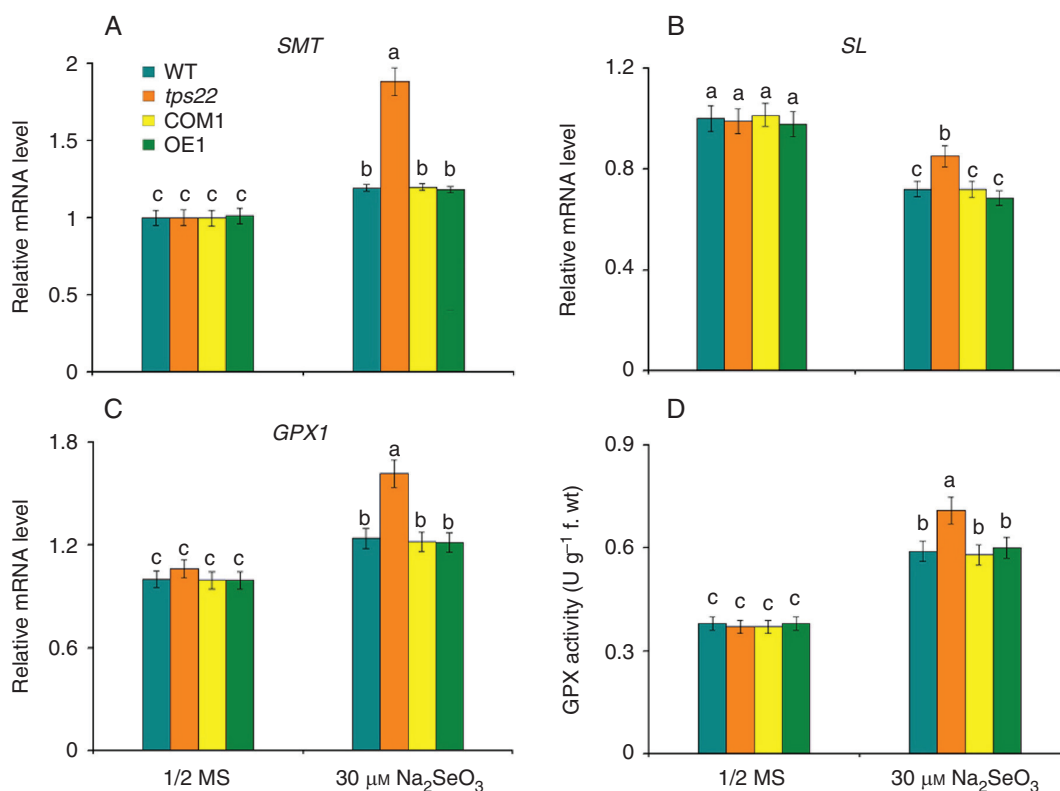 A
SMT
Relative mRNA level
2
1.5
1
0.5
0
WT
tps22
COM1
OE1
c c c c
b a b b
B
SL
Relative mRNA level
1.2
0.8
0.4
0
a a a a
c b c c
C
GPX1
Relative mRNA level
1.8
1.2
0.6
0
c c c c
b a b b
1/2 MS 30 μM Na₂SeO₃
D
GPX activity (U g⁻¹ f. wt)
0.9
0.6
0.3
0
c c c c
b a b b
1/2 MS 30 μM Na₂SeO₃